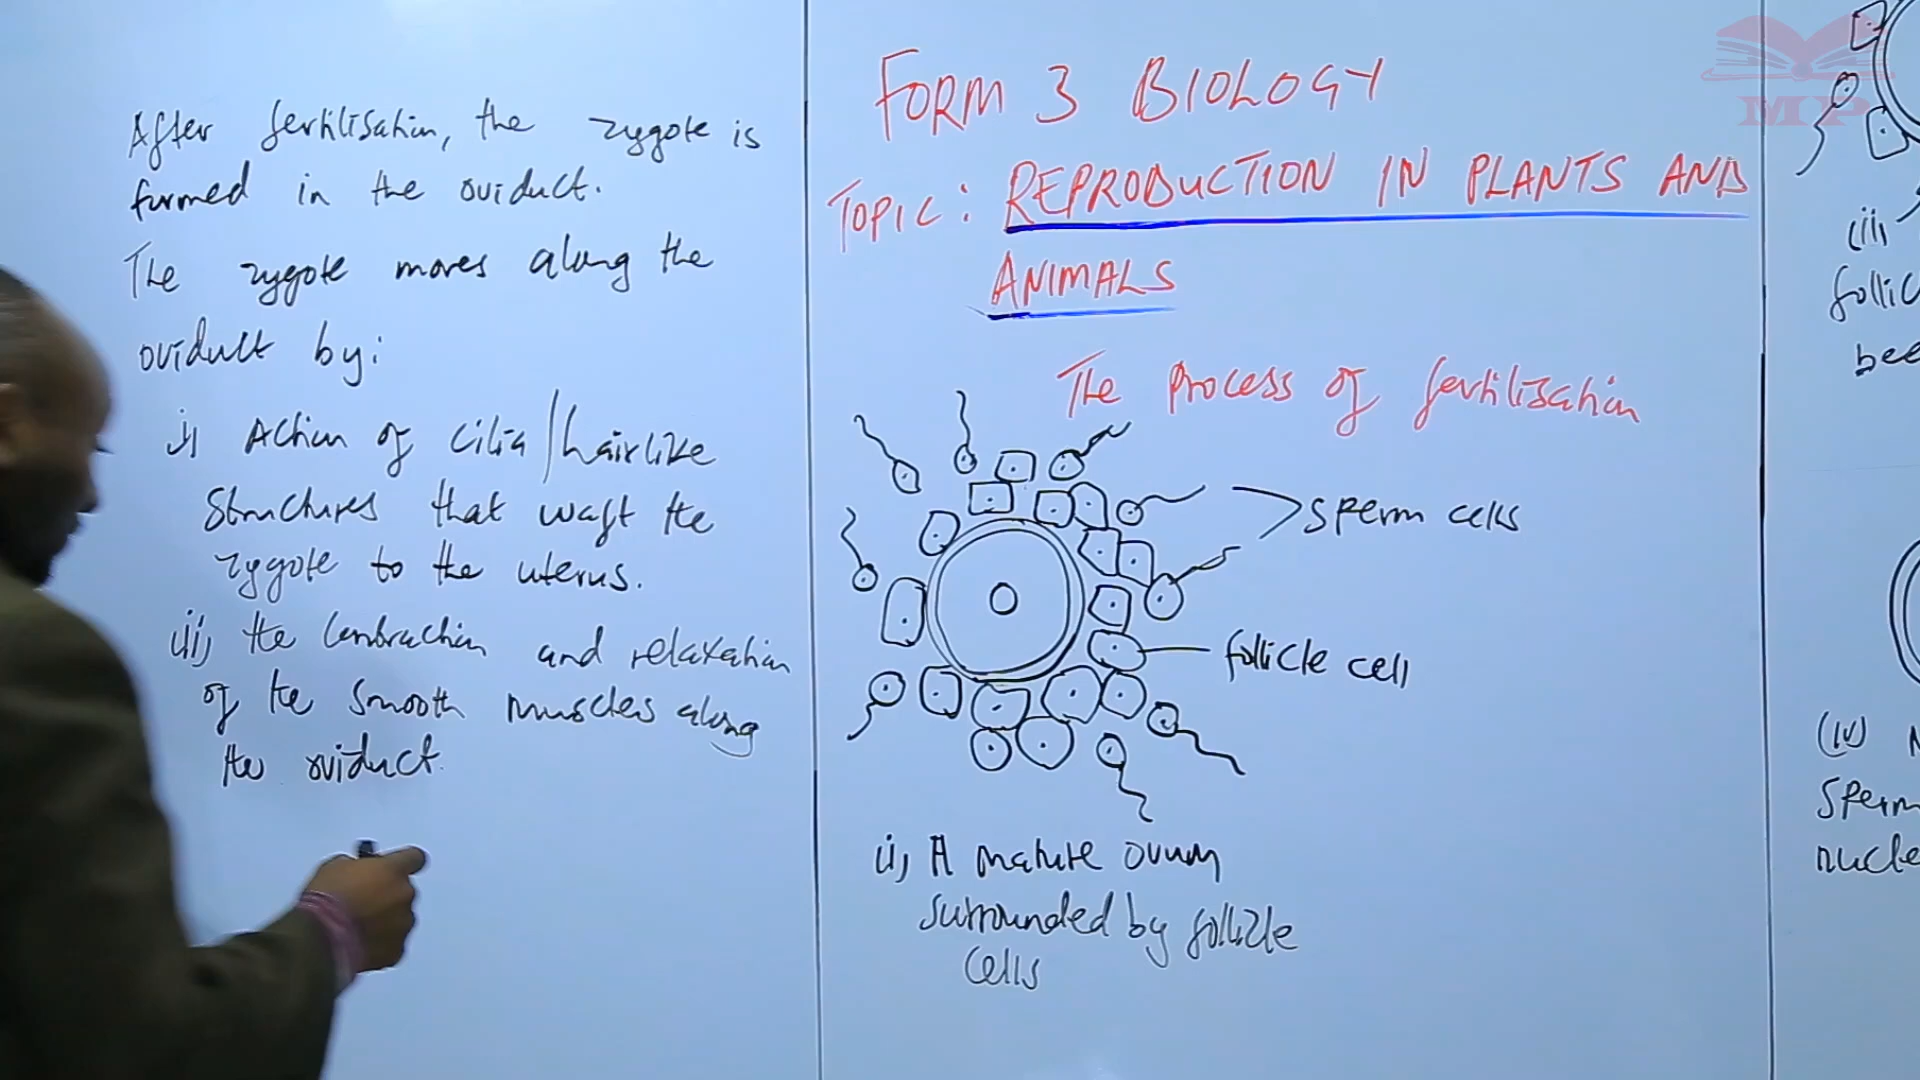 After fertilisation, the zygote is
formed in the oviduct.
The zygote moves along the
oviduct by:
i) Action of cilia/hairlike
structures that waft the
zygote to the uterus.
ii) the contraction and relaxation
of the smooth muscles along
the oviduct.
FORM 3 BIOLOGY
TOPIC: REPRODUCTION IN PLANTS AND
ANIMALS
The process of fertilisation
sperm cells
follicle cell
i) A mature ovum
surrounded by follicle
cells
(ii)
follic
bee
(iv)
sperm
nucle
MP